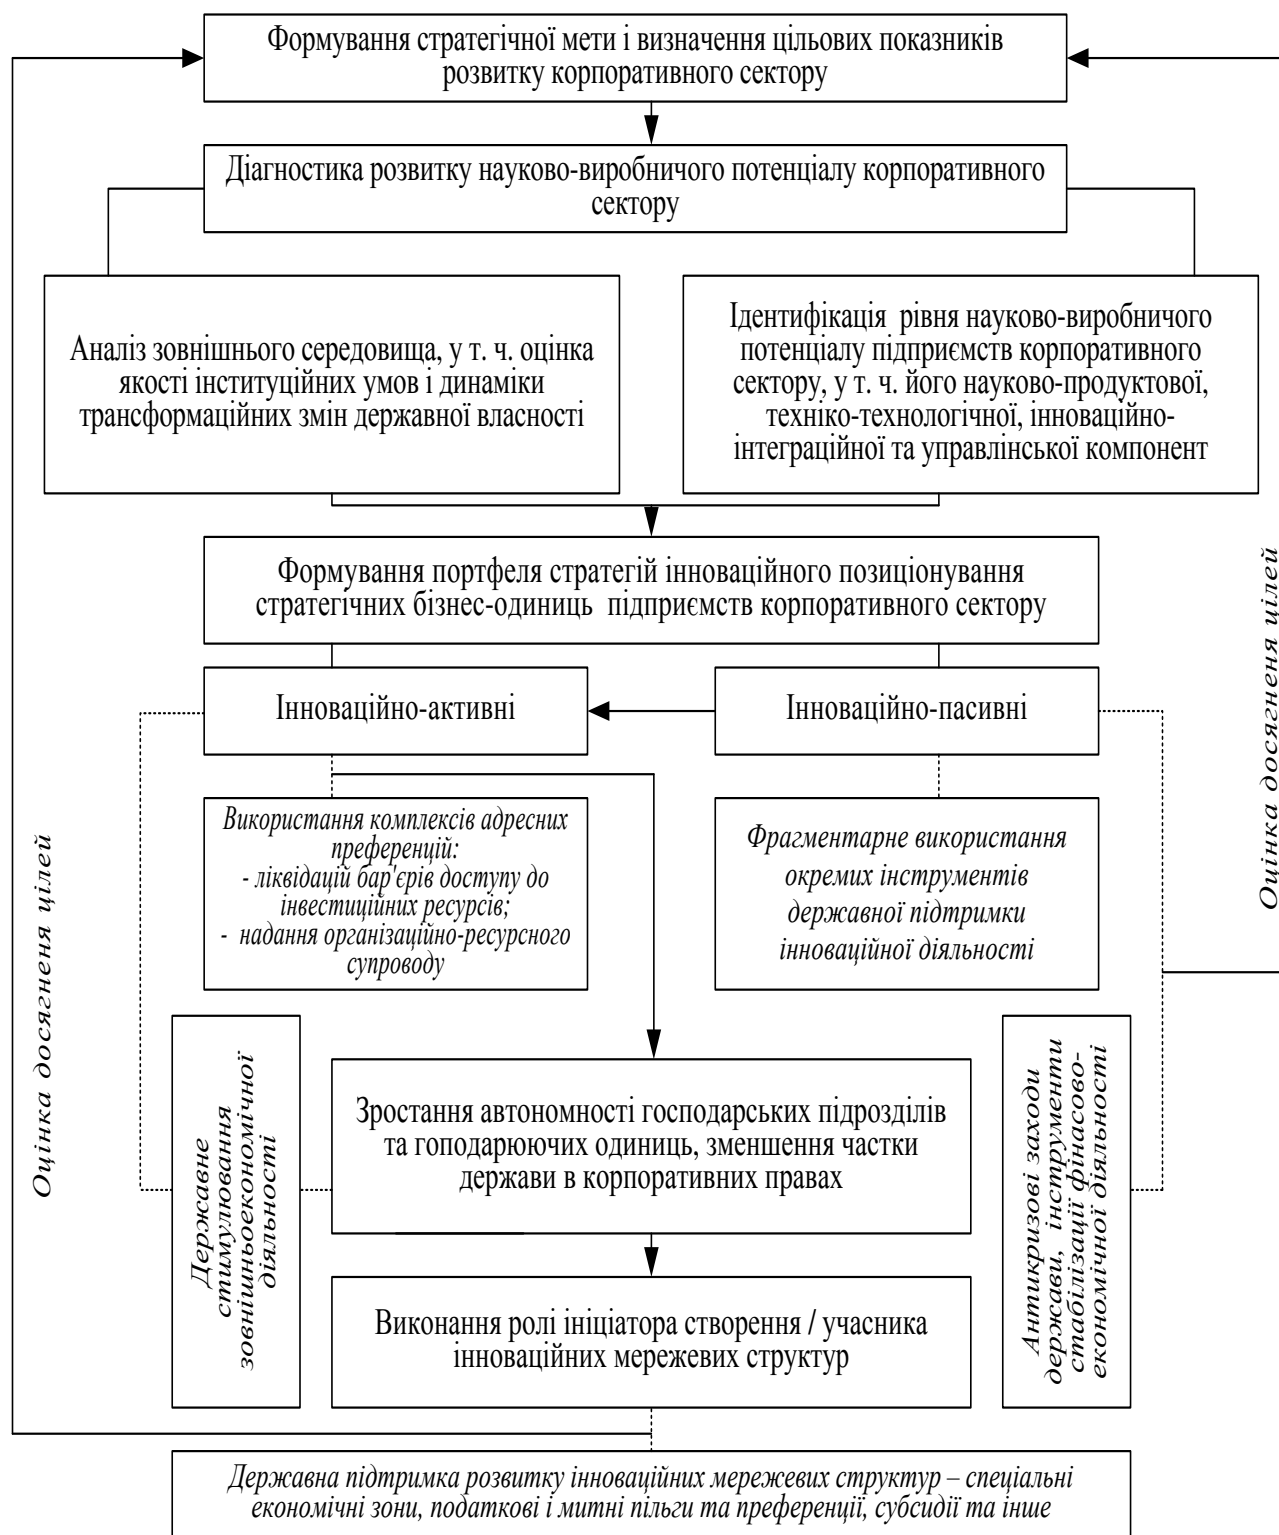 Формування стратегічної мети і визначення цільових показників
розвитку корпоративного сектору
Діагностика розвитку науково-виробничого потенціалу корпоративного
сектору
Аналіз зовнішнього середовища, у т. ч. оцінка
якості інституційних умов і динаміки
трансформаційних змін державної власності
Ідентифікація рівня науково-виробничого
потенціалу підприємств корпоративного
сектору, у т. ч. його науково-продуктової,
техніко-технологічної, інноваційно-
інтеграційної та управлінської компонент
Формування портфеля стратегій інноваційного позиціонування
стратегічних бізнес-одиниць підприємств корпоративного сектору
Інноваційно-активні
Інноваційно-пасивні
Використання комплексів адресних
преференцій:
- ліквідацій бар'єрів доступу до
інвестиційних ресурсів;
- надання організаційно-ресурсного
супроводу
Фрагментарне використання
окремих інструментів
державної підтримки
інноваційної діяльності
Оцінка досягненя цілей
Оцінка досягненя цілей
Державне
стимулювання
зовнішньоекономічної
діяльності
Зростання автономності господарських підрозділів
та гоподарюючих одиниць, зменшення частки
держави в корпоративних правах
Антикризові заходи
держави, інструменти
стабілізації фінасово-
економічної діяльності
Виконання ролі ініціатора створення / учасника
інноваційних мережевих структур
Державна підтримка розвитку інноваційних мережевих структур – спеціальні
економічні зони, податкові і митні пільги та преференції, субсидії та інше